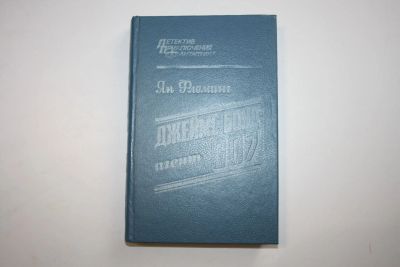 ДЕТЕКТИВ
ПРИКЛЮЧЕНИЯ
ФАНТАСТИКА
Ян Флеминг
ДЖЕЙМС БОНД
агент 007